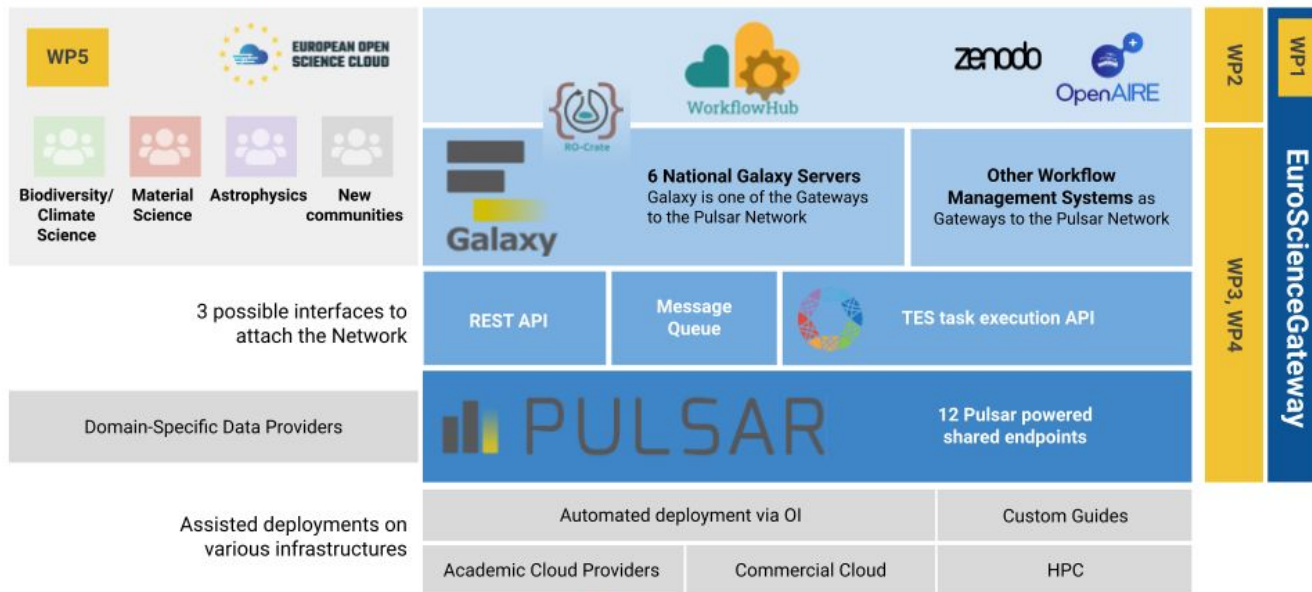 WP5
EUROPEAN OPEN
SCIENCE CLOUD
Biodiversity/
Climate
Science
Material
Science
Astrophysics
New
communities
WorkflowHub
zenodo
OpenAIRE
RO-Crate
Galaxy
6 National Galaxy Servers
Galaxy is one of the Gateways
to the Pulsar Network
Other Workflow
Management Systems as
Gateways to the Pulsar Network
3 possible interfaces to
attach the Network
REST API
Message
Queue
TES task execution API
Domain-Specific Data Providers
PULSAR
12 Pulsar powered
shared endpoints
Assisted deployments on
various infrastructures
Automated deployment via OI
Custom Guides
Academic Cloud Providers
Commercial Cloud
HPC
WP2
WP3, WP4
WP1
EuroScienceGateway